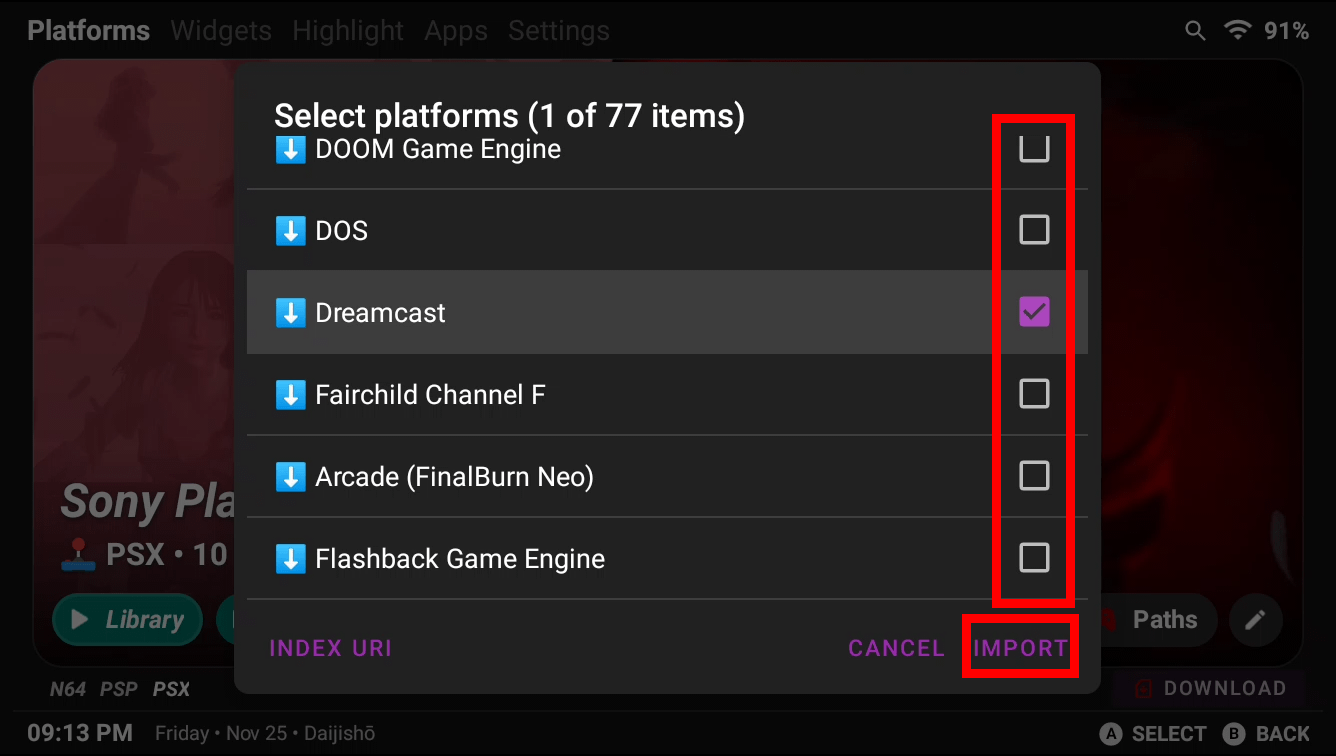 Platforms Widgets Highlight Apps Settings 91%
Select platforms (1 of 77 items)
DOOM Game Engine
DOS
Dreamcast
Fairchild Channel F
Arcade (FinalBurn Neo)
Flashback Game Engine
Sony Pla
PSX • 10
Library
Paths
INDEX URI CANCEL IMPORT
N64 PSP PSX DOWNLOAD
09:13 PM Friday • Nov 25 • Daijishō A SELECT B BACK